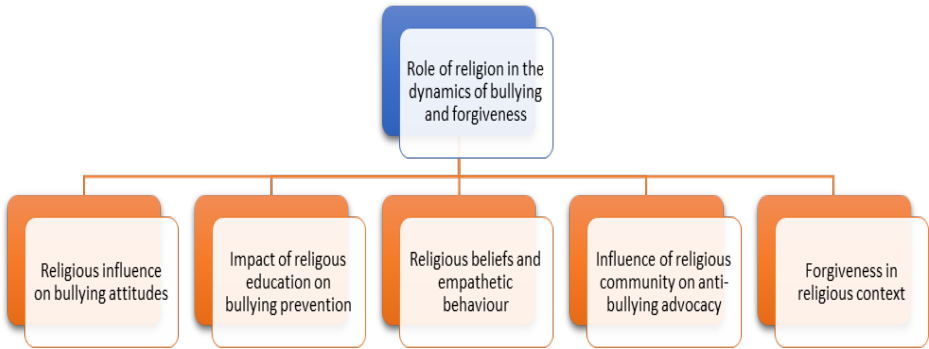 Role of religion in the
dynamics of bullying
and forgiveness
Religious influence
on bullying attitudes
Impact of religous
education on
bullying prevention
Religious beliefs and
empathetic
behaviour
Influence of religious
community on anti-
bullying advocacy
Forgiveness in
religious context